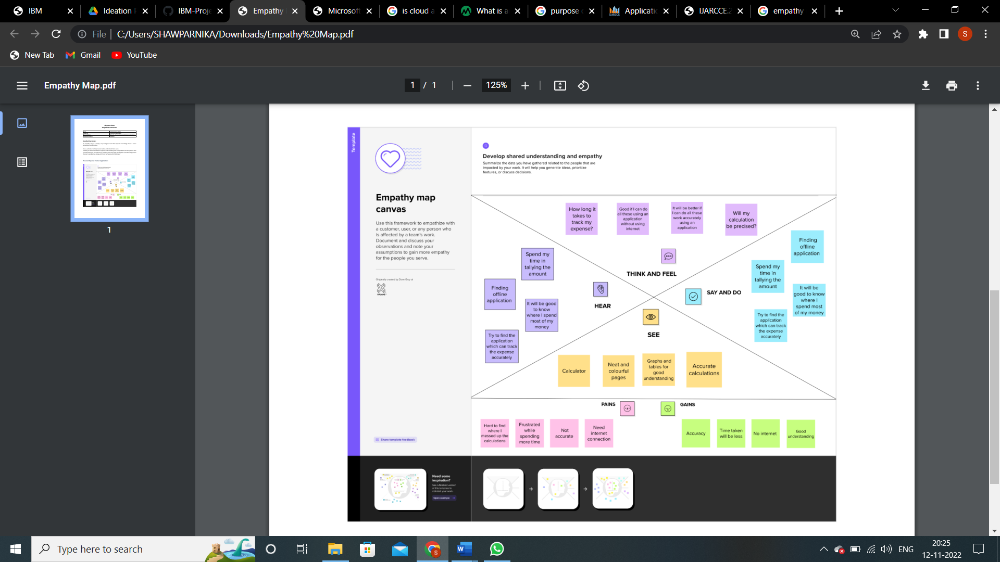 IBM
Ideation
IBM-Proje
Empathy
Microsoft
is cloud a
What is a
purpose
Applicatio
IJARCCE.2
empathy
File
C:/Users/SHAWPARNIKA/Downloads/Empathy%20Map.pdf
S
New Tab
Gmail
YouTube
Empathy Map.pdf
1 / 1
125%
1
Template
Empathy map
canvas
Use this framework to empathize with
a customer, user, or any person who
is affected by a team's work.
Document and discuss your
observations and note your
assumptions to gain more empathy
for the people you serve.
Originally created by Dave Gray at
XPLANE
Share template feedback
Develop shared understanding and empathy
Summarize the data you have gathered related to the people that are
impacted by your work. It will help you generate ideas, prioritize
features, or discuss decisions.
How long it
takes to
track my
expense?
Good if I can do
all these using an
application
without using
internet
It will be better if
I can do all these
work accurately
using an
application
Will my
calculation
be precised?
THINK AND FEEL
Spend my
time in
tallying the
amount
Finding
offline
application
It will be good
to know
where I spend
most of my
money
Try to find the
application
which can track
the expense
accurately
HEAR
Finding
offline
application
Spend my
time in
tallying the
amount
It will be
good to know
where I
spend most
of my money
Try to find the
application
which can track
the expense
accurately
SAY AND DO
SEE
Calculator
Neat and
colourful
pages
Graphs and
tables for
good
understanding
Accurate
calculations
PAINS
GAINS
Hard to find
where I
messed up the
calculations
Frustrated
while
spending
more time
Not
accurate
Need
internet
connection
Accuracy
Time taken
will be less
No internet
Good
understanding
Need some
inspiration?
See a finished version
of this template to
kickstart your work.
Open example
Type here to search
S
ENG
20:25
12-11-2022